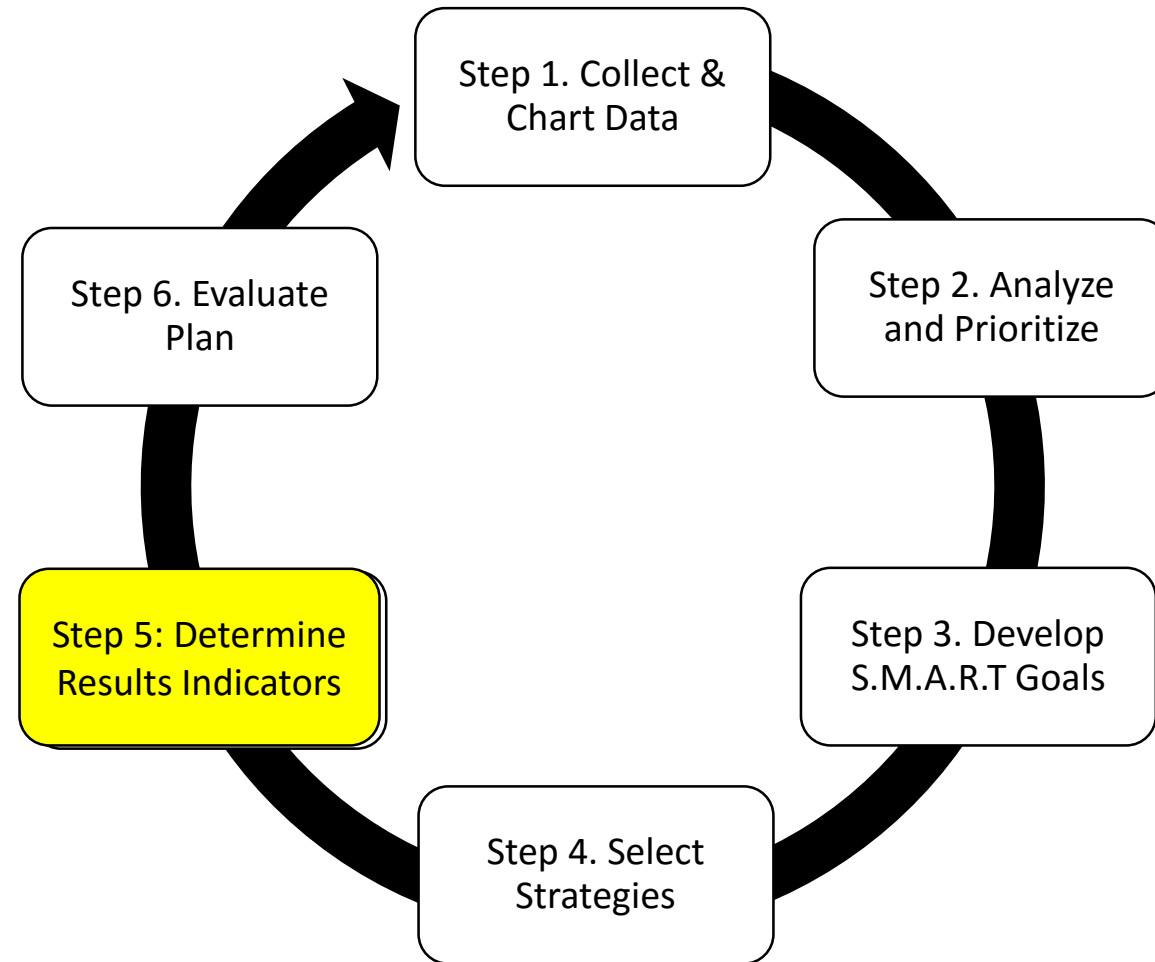 Step 1. Collect &
Chart Data
Step 2. Analyze
and Prioritize
Step 3. Develop
S.M.A.R.T Goals
Step 4. Select
Strategies
Step 5: Determine
Results Indicators
Step 6. Evaluate
Plan